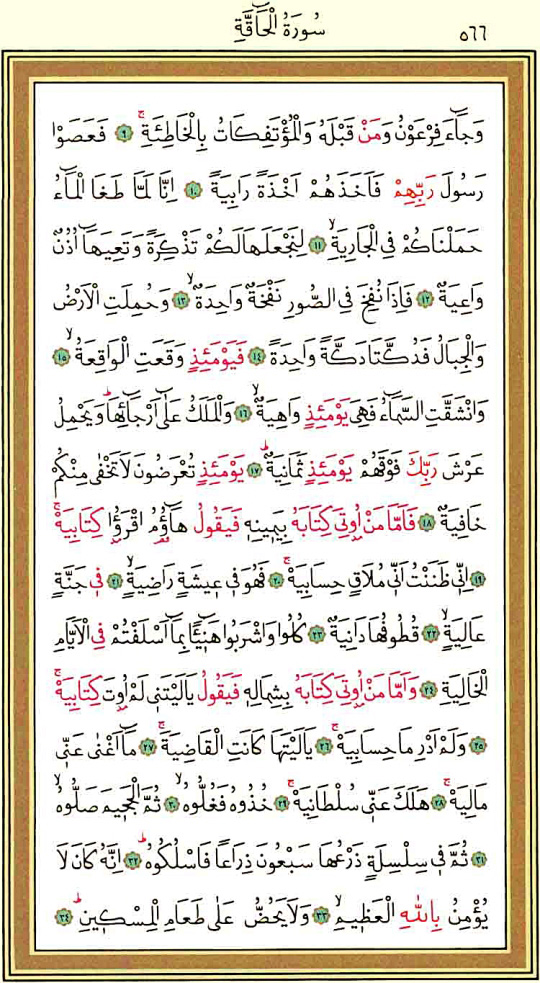 سُورَةُ الْحَاقَّةِ
٥٦٦
وَجَٓاءَ فِرْعَوْنُ وَمَنْ قَبْلَهُ وَالْمُؤْتَفِكَاتُ بِالْخَاطِئَةِۚ ﴿٩﴾ فَعَصَوْا
رَسُولَ رَبِّهِمْ فَاَخَذَهُمْ اَخْذَةً رَابِيَةً ﴿١٠﴾ اِنَّا لَمَّا طَغَا الْمَٓاءُ
حَمَلْنَاكُمْ فِي الْجَارِيَةِۙ ﴿١١﴾ لِنَجْعَلَهَا لَكُمْ تَذْكِرَةً وَتَعِيَهَٓا اُذُنٌ
وَاعِيَةٌ ﴿١٢﴾ فَاِذَا نُفِخَ فِي الصُّورِ نَفْخَةٌ وَاحِدَةٌۙ ﴿١٣﴾ وَحُمِلَتِ الْاَرْضُ
وَالْجِبَالُ فَدُكَّتَا دَكَّةً وَاحِدَةً ﴿١٤﴾ فَيَوْمَئِذٍ وَقَعَتِ الْوَاقِعَةُۙ ﴿١٥﴾
وَانْشَقَّتِ السَّمَٓاءُ فَهِيَ يَوْمَئِذٍ وَاهِيَةٌۙ ﴿١٦﴾ وَالْمَلَكُ عَلٰٓى اَرْجَٓائِهَاۜ وَيَحْمِلُ
عَرْشَ رَبِّكَ فَوْقَهُمْ يَوْمَئِذٍ ثَمَانِيَةٌۜ ﴿١٧﴾ يَوْمَئِذٍ تُعْرَضُونَ لَا تَخْفٰى مِنْكُمْ
خَافِيَةٌ ﴿١٨﴾ فَاَمَّا مَنْ اُو۫تِيَ كِتَابَهُ بِيَمِينِه۪ فَيَقُولُ هَٓاؤُ۬مُ اقْرَؤُ۫ا كِتَابِيَهْۚ
﴿١٩﴾ اِنّ۪ي ظَنَنْتُ اَنّ۪ي مُلَاقٍ حِسَابِيَهْۚ ﴿٢٠﴾ فَهُوَ ف۪ي ع۪يشَةٍ رَاضِيَةٍۙ ﴿٢١﴾ ف۪ي جَنَّةٍ
عَالِيَةٍۙ ﴿٢٢﴾ قُطُوفُهَا دَانِيَةٌ ﴿٢٣﴾ كُلُوا وَاشْرَبُوا هَن۪ٓيـًٔا بِمَٓا اَسْلَفْتُمْ فِي الْاَيَّامِ
الْخَالِيَةِ ﴿٢٤﴾ وَاَمَّا مَنْ اُو۫تِيَ كِتَابَهُ بِشِمَالِه۪ فَيَقُولُ يَالَيْتَن۪ي لَمْ اُو۫تَ كِتَابِيَهْۚ
﴿٢٥﴾ وَلَمْ اَدْرِ مَا حِسَابِيَهْۚ ﴿٢٦﴾ يَالَيْتَهَا كَانَتِ الْقَاضِيَةَۚ ﴿٢٧﴾ مَٓا اَغْنٰى عَنّ۪ي
مَالِيَهْۚ ﴿٢٨﴾ هَلَكَ عَنّ۪ي سُلْطَانِيَهْۚ ﴿٢٩﴾ خُذُوهُ فَغُلُّوهُۙ ﴿٣٠﴾ ثُمَّ الْجَح۪يمَ صَلُّوهُۙ
﴿٣١﴾ ثُمَّ ف۪ي سِلْسِلَةٍ ذَرْعُهَا سَبْعُونَ ذِرَاعًا فَاسْلُكُوهُۜ ﴿٣٢﴾ اِنَّهُ كَانَ لَا
يُؤْمِنُ بِاللّٰهِ الْعَظ۪يمِۙ ﴿٣٣﴾ وَلَا يَحُضُّ عَلٰى طَعَامِ الْمِسْك۪ينِۜ ﴿٣٤﴾